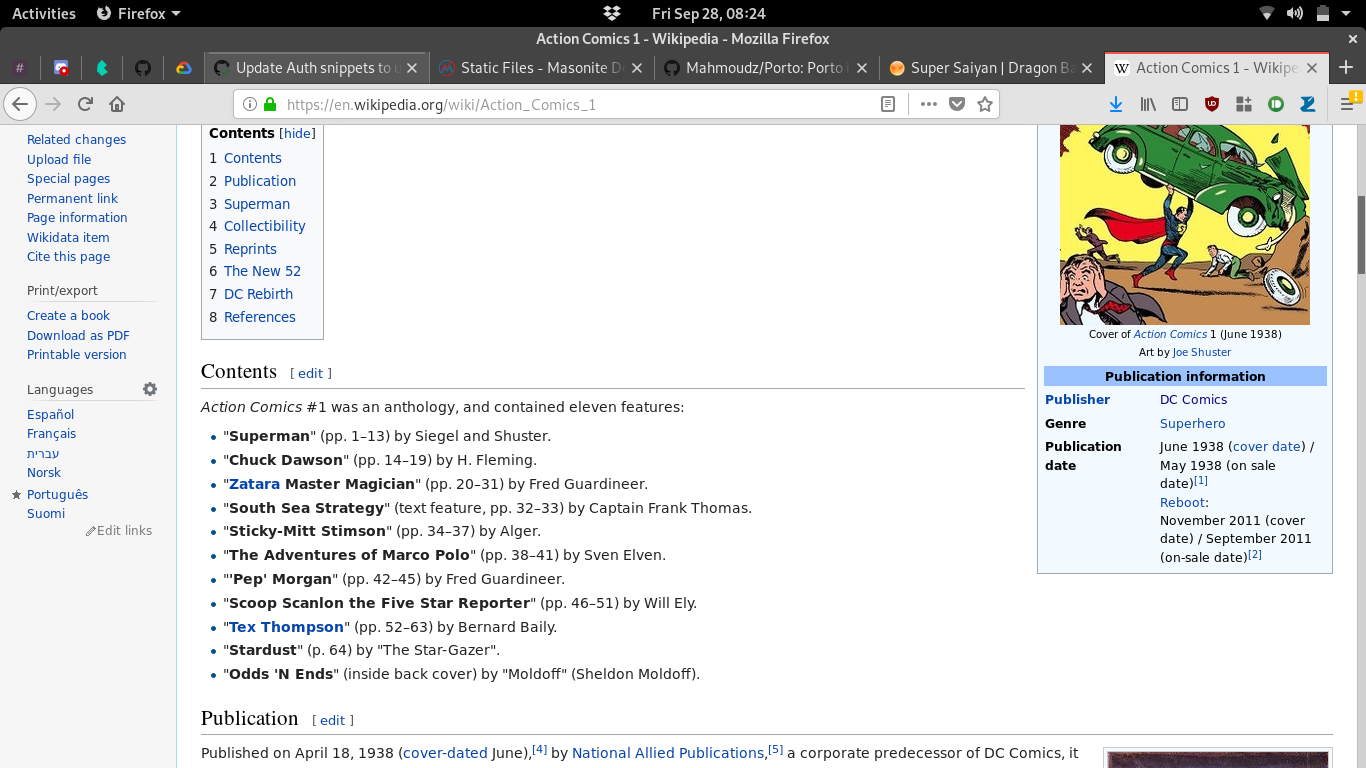 Activities Firefox Fri Sep 28, 08:24
Action Comics 1 - Wikipedia - Mozilla Firefox
# Update Auth snippets to u Static Files - Masonite D Mahmoudz/Porto: Porto Super Saiyan | Dragon Ba W Action Comics 1 - Wikipe
https://en.wikipedia.org/wiki/Action_Comics_1
Related changes
Upload file
Special pages
Permanent link
Page information
Wikidata item
Cite this page
Print/export
Create a book
Download as PDF
Printable version
Languages
Español
Français
עברית
Norsk
Português
Suomi
Edit links
Contents [hide]
1 Contents
2 Publication
3 Superman
4 Collectibility
5 Reprints
6 The New 52
7 DC Rebirth
8 References
Contents [ edit ]
Action Comics #1 was an anthology, and contained eleven features:
• "Superman" (pp. 1–13) by Siegel and Shuster.
• "Chuck Dawson" (pp. 14–19) by H. Fleming.
• "Zatara Master Magician" (pp. 20–31) by Fred Guardineer.
• "South Sea Strategy" (text feature, pp. 32–33) by Captain Frank Thomas.
• "Sticky-Mitt Stimson" (pp. 34–37) by Alger.
• "The Adventures of Marco Polo" (pp. 38–41) by Sven Elven.
• "'Pep' Morgan" (pp. 42–45) by Fred Guardineer.
• "Scoop Scanlon the Five Star Reporter" (pp. 46–51) by Will Ely.
• "Tex Thompson" (pp. 52–63) by Bernard Baily.
• "Stardust" (p. 64) by "The Star-Gazer".
• "Odds 'N Ends" (inside back cover) by "Moldoff" (Sheldon Moldoff).
Publication [ edit ]
Published on April 18, 1938 (cover-dated June),[4] by National Allied Publications,[5] a corporate predecessor of DC Comics, it
Cover of Action Comics 1 (June 1938)
Art by Joe Shuster
Publication information
Publisher DC Comics
Genre Superhero
Publication June 1938 (cover date) /
date May 1938 (on sale
date)[1]
Reboot:
November 2011 (cover
date) / September 2011
(on-sale date)[2]